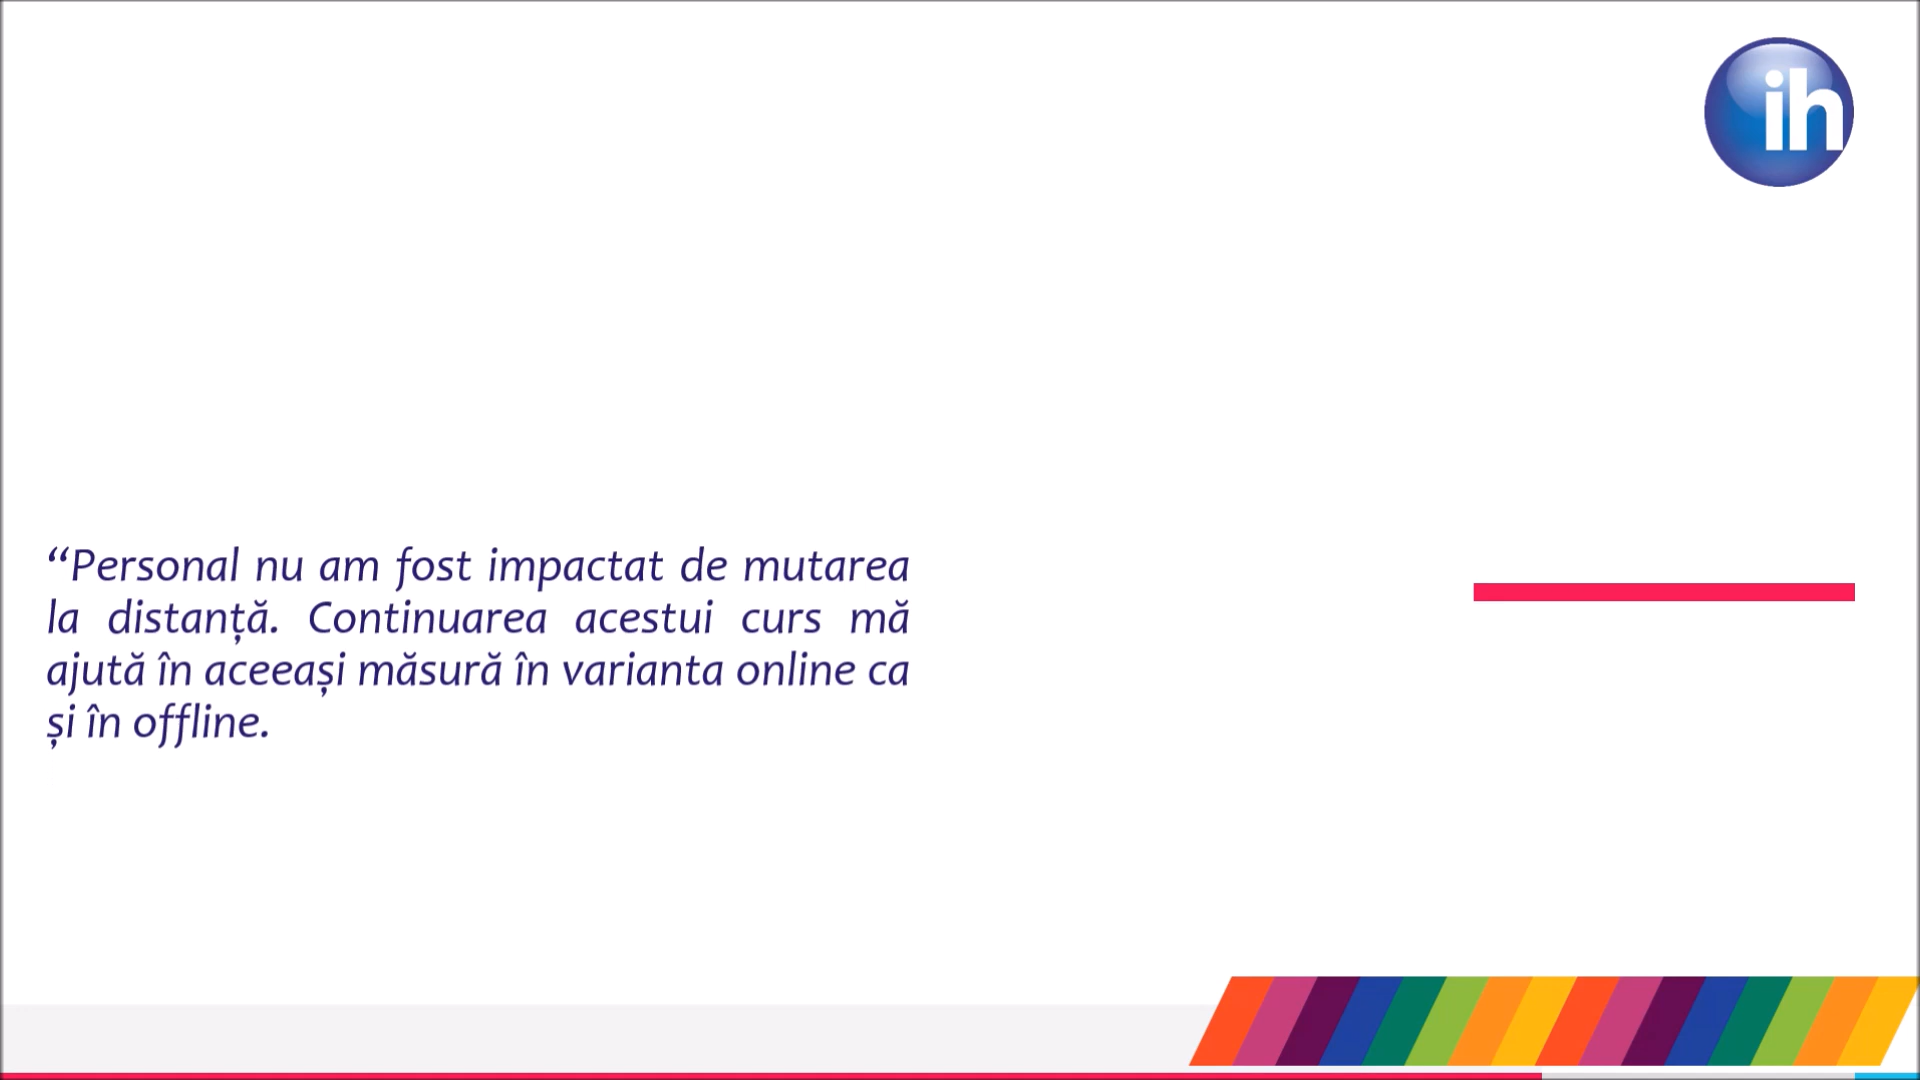 ih
“Personal nu am fost impactat de mutarea
la distanță. Continuarea acestui curs mă
ajută în aceeași măsură în varianta online ca
și în offline.